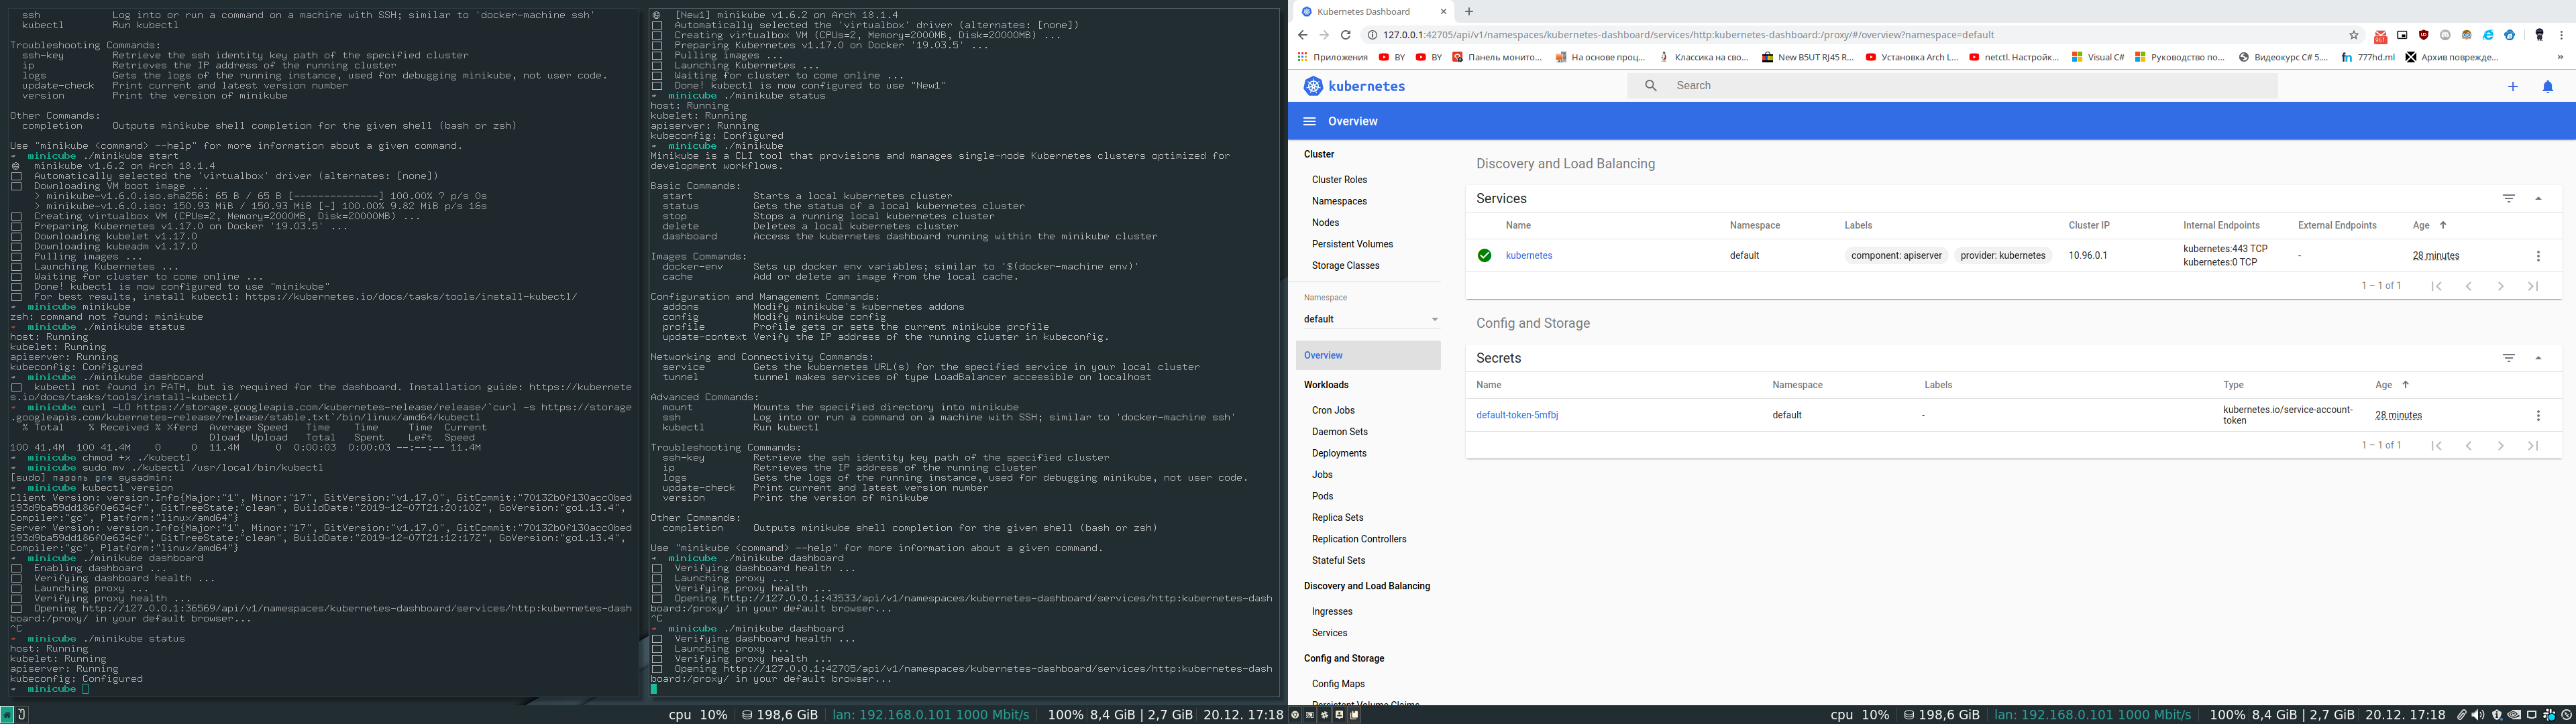 ssh           Log into or run a command on a machine with SSH; similar to 'docker-machine ssh'
kubectl       Run kubectl
Troubleshooting Commands:
ssh-key       Retrieve the ssh identity key path of the specified cluster
ip            Retrieves the IP address of the running cluster
logs          Gets the logs of the running instance, used for debugging minikube, not user code.
update-check  Print current and latest version number
version       Print the version of minikube
Other Commands:
completion    Outputs minikube shell completion for the given shell (bash or zsh)
Use "minikube <command> --help" for more information about a given command.
minicube ./minikube start
minikube v1.6.2 on Arch 18.1.4
Automatically selected the 'virtualbox' driver (alternates: [none])
Downloading VM boot image ...
> minikube-v1.6.0.iso.sha256: 65 B / 65 B [--------------] 100.00% ? p/s 0s
> minikube-v1.6.0.iso: 150.93 MiB / 150.93 MiB [-] 100.00% 9.82 MiB p/s 16s
Creating virtualbox VM (CPUs=2, Memory=2000MB, Disk=20000MB) ...
Preparing Kubernetes v1.17.0 on Docker '19.03.5' ...
Downloading kubelet v1.17.0
Downloading kubeadm v1.17.0
Pulling images ...
Launching Kubernetes ...
Waiting for cluster to come online ...
Done! kubectl is now configured to use "minikube"
For best results, install kubectl: https://kubernetes.io/docs/tasks/tools/install-kubectl/
minicube minikube
zsh: command not found: minikube
minicube ./minikube status
host: Running
kubelet: Running
apiserver: Running
kubeconfig: Configured
minicube ./minikube dashboard
kubectl not found in PATH, but is required for the dashboard. Installation guide: https://kubernete
s.io/docs/tasks/tools/install-kubectl/
minicube curl -LO https://storage.googleapis.com/kubernetes-release/release/`curl -s https://storage
.googleapis.com/kubernetes-release/release/stable.txt`/bin/linux/amd64/kubectl
% Total    % Received % Xferd  Average Speed   Time    Time     Time  Current
Dload  Upload   Total   Spent    Left  Speed
100 41.4M  100 41.4M    0     0  11.4M      0  0:00:03  0:00:03 --:--:-- 11.4M
minicube chmod +x ./kubectl
minicube sudo mv ./kubectl /usr/local/bin/kubectl
[sudo] пароль для sysadmin:
minicube kubectl version
Client Version: version.Info{Major:"1", Minor:"17", GitVersion:"v1.17.0", GitCommit:"70132b0f130acc0bed
193d9ba59dd186f0e634cf", GitTreeState:"clean", BuildDate:"2019-12-07T21:20:10Z", GoVersion:"go1.13.4",
Compiler:"gc", Platform:"linux/amd64"}
Server Version: version.Info{Major:"1", Minor:"17", GitVersion:"v1.17.0", GitCommit:"70132b0f130acc0bed
193d9ba59dd186f0e634cf", GitTreeState:"clean", BuildDate:"2019-12-07T21:12:17Z", GoVersion:"go1.13.4",
Compiler:"gc", Platform:"linux/amd64"}
minicube ./minikube dashboard
Enabling dashboard ...
Verifying dashboard health ...
Launching proxy ...
Verifying proxy health ...
Opening http://127.0.0.1:36569/api/v1/namespaces/kubernetes-dashboard/services/http:kubernetes-dash
board:/proxy/ in your default browser...
^C
minicube ./minikube status
host: Running
kubelet: Running
apiserver: Running
kubeconfig: Configured
minicube
[New1] minikube v1.6.2 on Arch 18.1.4
Automatically selected the 'virtualbox' driver (alternates: [none])
Creating virtualbox VM (CPUs=2, Memory=2000MB, Disk=20000MB) ...
Preparing Kubernetes v1.17.0 on Docker '19.03.5' ...
Pulling images ...
Launching Kubernetes ...
Waiting for cluster to come online ...
Done! kubectl is now configured to use "New1"
minicube ./minikube status
host: Running
kubelet: Running
apiserver: Running
kubeconfig: Configured
minicube ./minikube
Minikube is a CLI tool that provisions and manages single-node Kubernetes clusters optimized for
development workflows.
Basic Commands:
start          Starts a local kubernetes cluster
status         Gets the status of a local kubernetes cluster
stop           Stops a running local kubernetes cluster
delete         Deletes a local kubernetes cluster
dashboard      Access the kubernetes dashboard running within the minikube cluster
Images Commands:
docker-env     Sets up docker env variables; similar to '$(docker-machine env)'
cache          Add or delete an image from the local cache.
Configuration and Management Commands:
addons         Modify minikube's kubernetes addons
config         Modify minikube config
profile        Profile gets or sets the current minikube profile
update-context Verify the IP address of the running cluster in kubeconfig.
Networking and Connectivity Commands:
service        Gets the kubernetes URL(s) for the specified service in your local cluster
tunnel         tunnel makes services of type LoadBalancer accessible on localhost
Advanced Commands:
mount          Mounts the specified directory into minikube
ssh            Log into or run a command on a machine with SSH; similar to 'docker-machine ssh'
kubectl        Run kubectl
Troubleshooting Commands:
ssh-key        Retrieve the ssh identity key path of the specified cluster
ip             Retrieves the IP address of the running cluster
logs           Gets the logs of the running instance, used for debugging minikube, not user code.
update-check   Print current and latest version number
version        Print the version of minikube
Other Commands:
completion     Outputs minikube shell completion for the given shell (bash or zsh)
Use "minikube <command> --help" for more information about a given command.
minicube ./minikube dashboard
Verifying dashboard health ...
Launching proxy ...
Verifying proxy health ...
Opening http://127.0.0.1:43533/api/v1/namespaces/kubernetes-dashboard/services/http:kubernetes-dash
board:/proxy/ in your default browser...
^C
minicube ./minikube dashboard
Verifying dashboard health ...
Launching proxy ...
Verifying proxy health ...
Opening http://127.0.0.1:42705/api/v1/namespaces/kubernetes-dashboard/services/http:kubernetes-dash
board:/proxy/ in your default browser...
cpu 10% 198,6 GiB lan: 192.168.0.101 1000 Mbit/s 100% 8,4 GiB | 2,7 GiB 20.12. 17:18
Kubernetes Dashboard
127.0.0.1:42705/api/v1/namespaces/kubernetes-dashboard/services/http:kubernetes-dashboard:/proxy/#/overview?namespace=default
Приложения BY BY Панель монито... На основе проц... Классика на сво... New B5UT RJ45 R... Установка Arch L... netctl. Настройк... Visual C# Руководство по... Видеокурс C# 5.... 777hd.ml Архив поврежде... »
kubernetes Search
Overview
Cluster
Cluster Roles
Namespaces
Nodes
Persistent Volumes
Storage Classes
Namespace
default
Overview
Workloads
Cron Jobs
Daemon Sets
Deployments
Jobs
Pods
Replica Sets
Replication Controllers
Stateful Sets
Discovery and Load Balancing
Ingresses
Services
Config and Storage
Config Maps
Persistent Volume Claims
Discovery and Load Balancing
Services
Name Namespace Labels Cluster IP Internal Endpoints External Endpoints Age
kubernetes default component: apiserver provider: kubernetes 10.96.0.1 kubernetes:443 TCP - 28 minutes
kubernetes:0 TCP
1 – 1 of 1
Config and Storage
Secrets
Name Namespace Labels Type Age
default-token-5mfbj default - kubernetes.io/service-account- 28 minutes
token
1 – 1 of 1
cpu 10% 198,6 GiB lan: 192.168.0.101 1000 Mbit/s 100% 8,4 GiB | 2,7 GiB 20.12. 17:18